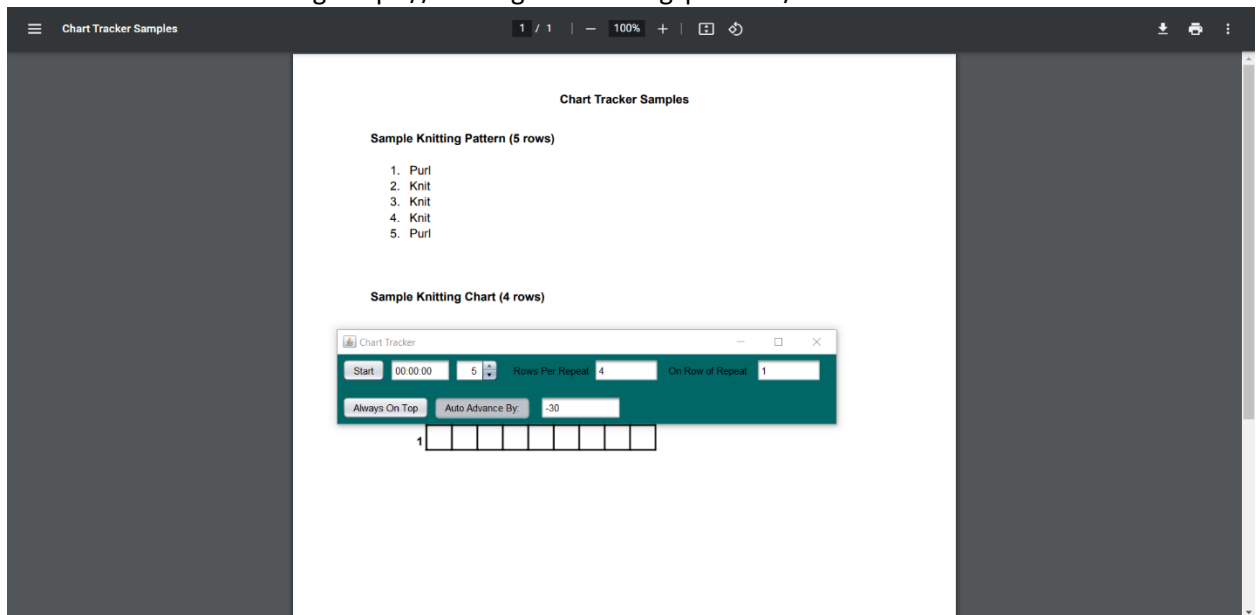 Chart Tracker Samples 1 / 1 | — 100% + |
Chart Tracker Samples
Sample Knitting Pattern (5 rows)
1. Purl
2. Knit
3. Knit
4. Knit
5. Purl
Sample Knitting Chart (4 rows)
Chart Tracker
Start 00:00:00 5 Rows Per Repeat 4 On Row of Repeat 1
Always On Top Auto Advance By: -30
1